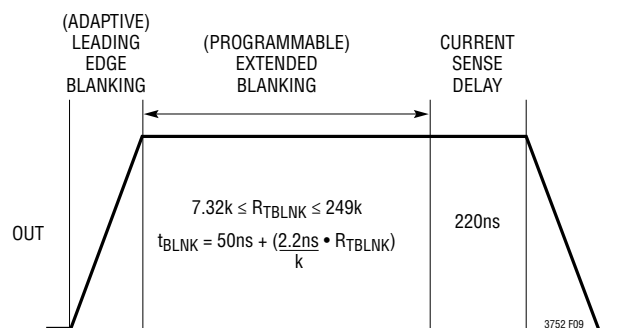 (ADAPTIVE)
LEADING
EDGE
BLANKING
(PROGRAMMABLE)
EXTENDED
BLANKING
CURRENT
SENSE
DELAY
OUT
7.32k ≤ RTBLNK ≤ 249k
tBLNK = 50ns + (2.2ns/k • RTBLNK)
220ns
3752 F09